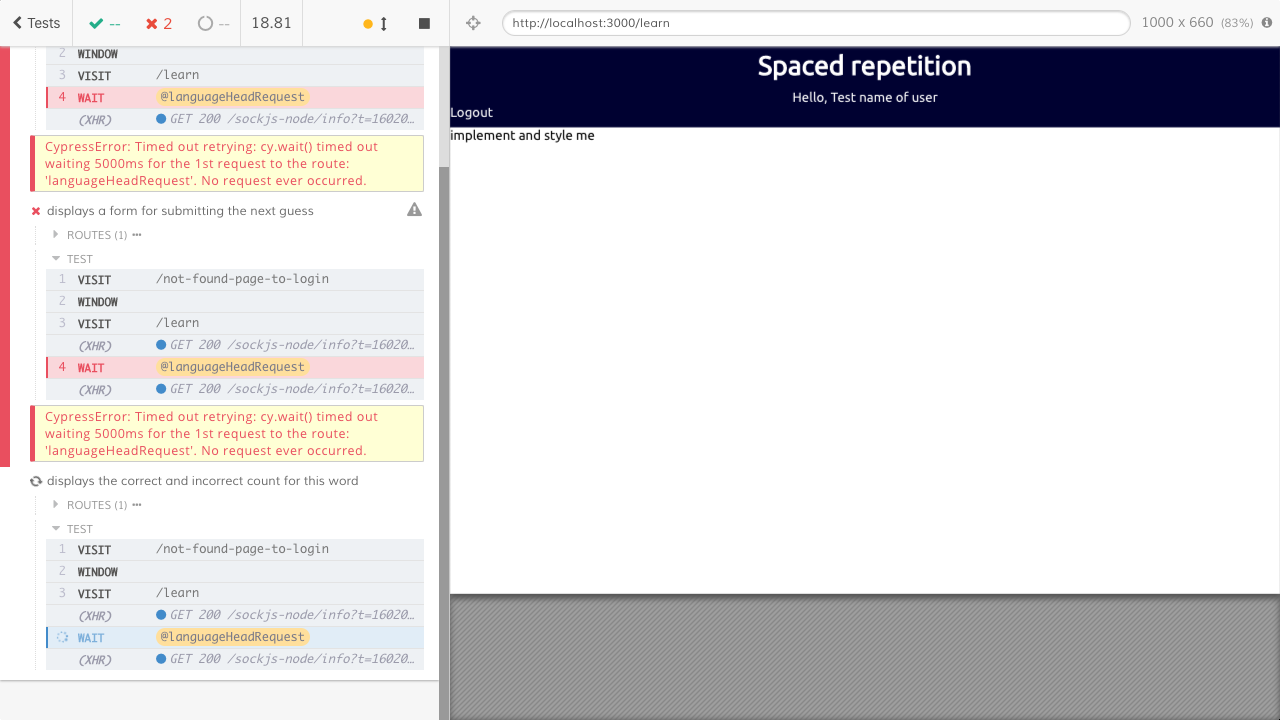 Tests
--
2
--
18.81
http://localhost:3000/learn
1000 x 660 (83%)
2 WINDOW
3 VISIT /learn
4 WAIT @languageHeadRequest
(XHR) GET 200 /sockjs-node/info?t=16020…
CypressError: Timed out retrying: cy.wait() timed out
waiting 5000ms for the 1st request to the route:
'languageHeadRequest'. No request ever occurred.
displays a form for submitting the next guess
ROUTES (1)
TEST
1 VISIT /not-found-page-to-login
2 WINDOW
3 VISIT /learn
(XHR) GET 200 /sockjs-node/info?t=16020…
4 WAIT @languageHeadRequest
(XHR) GET 200 /sockjs-node/info?t=16020…
CypressError: Timed out retrying: cy.wait() timed out
waiting 5000ms for the 1st request to the route:
'languageHeadRequest'. No request ever occurred.
displays the correct and incorrect count for this word
ROUTES (1)
TEST
1 VISIT /not-found-page-to-login
2 WINDOW
3 VISIT /learn
(XHR) GET 200 /sockjs-node/info?t=16020…
WAIT @languageHeadRequest
(XHR) GET 200 /sockjs-node/info?t=16020…
Spaced repetition
Hello, Test name of user
Logout
implement and style me